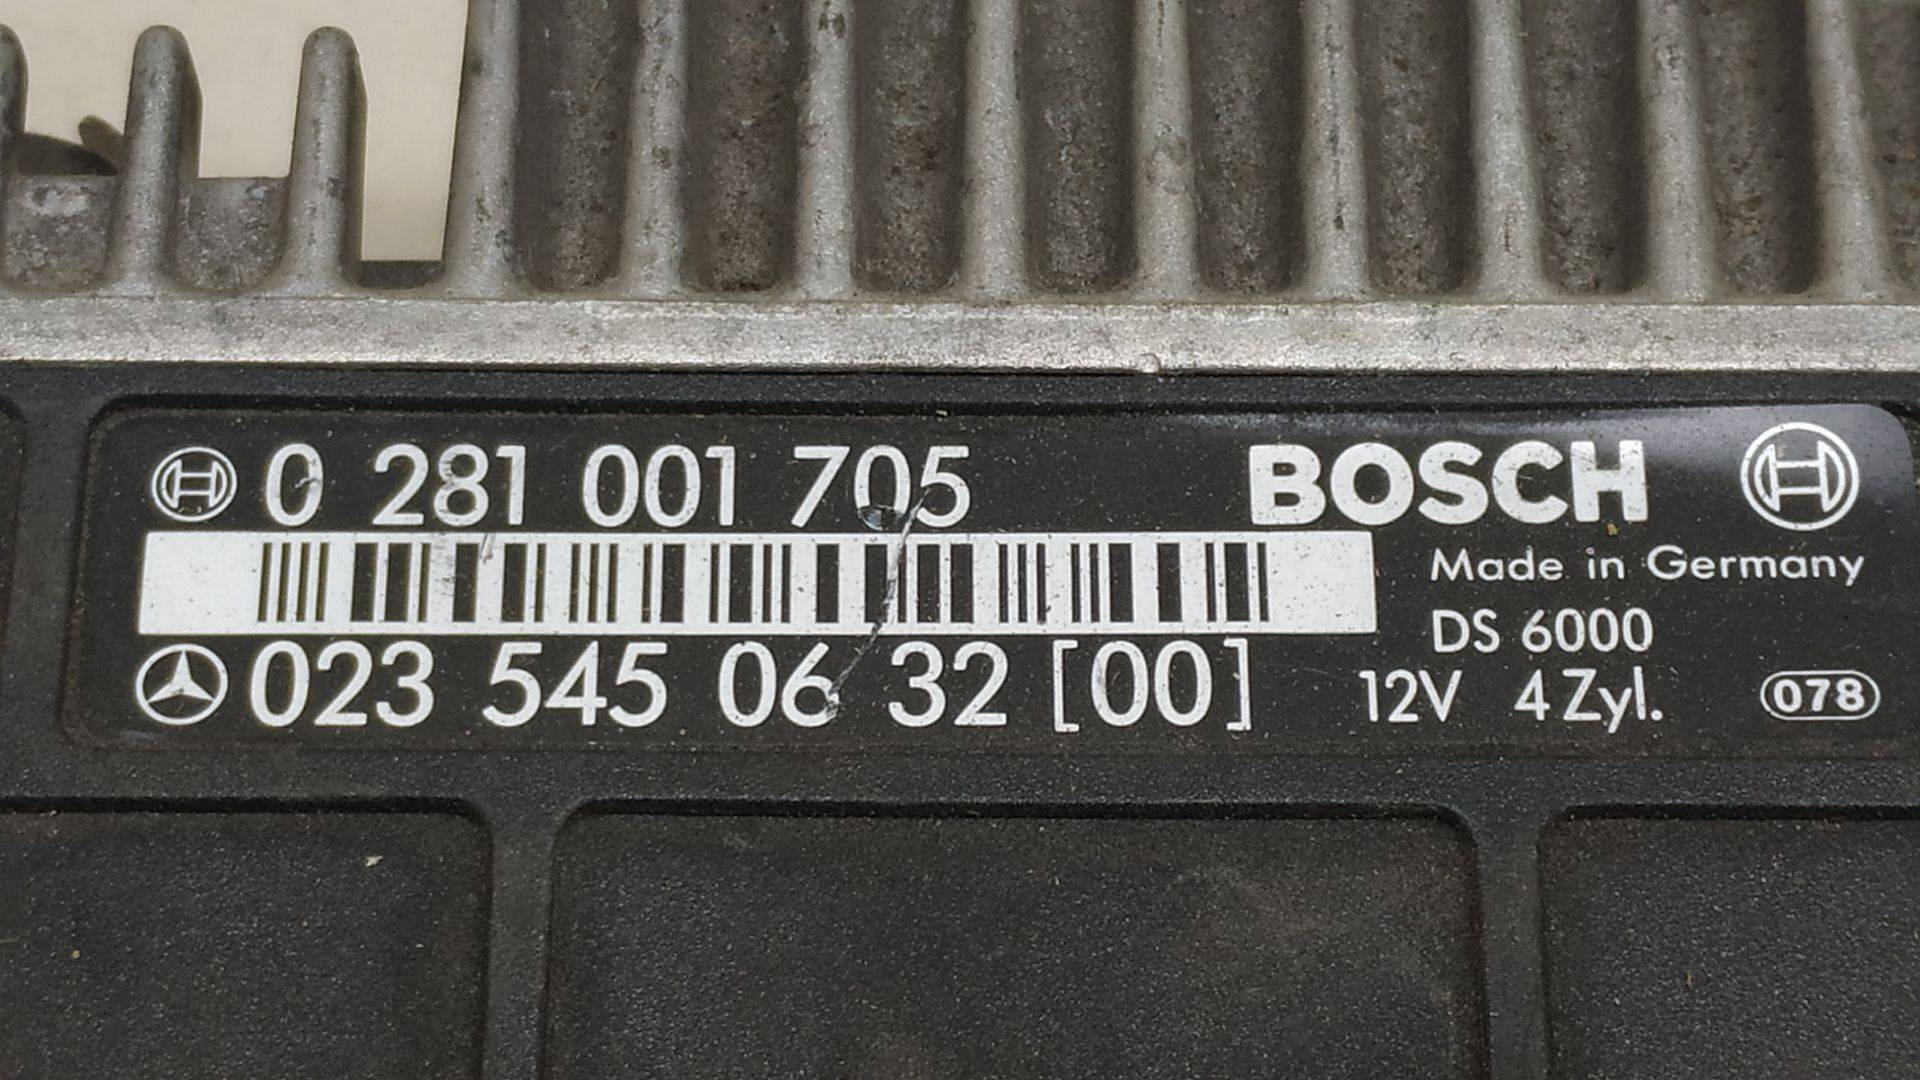 0 281 001 705 BOSCH
Made in Germany
DS 6000
023 545 06 32 [00] 12V 4 Zyl. 078